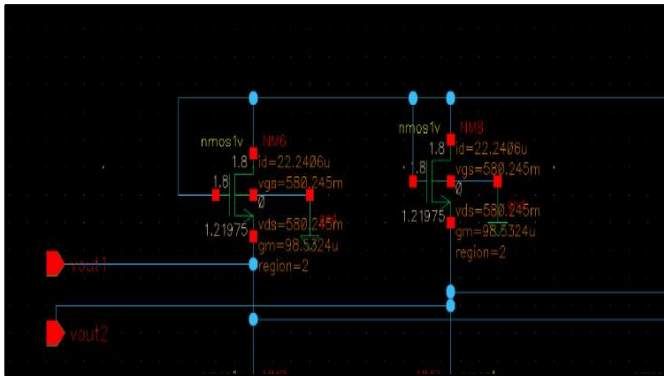 nmos1v
NM6
1.8
id=22.2406u
1.8
vgs=580.245m
0
1.21975
vds=580.245m
gm=98.5324u
region=2
nmos1v
NM8
1.8
id=22.2406u
1.8
vgs=580.245m
0
1.21975
vds=580.245m
gm=98.5324u
region=2
vout1
vout2